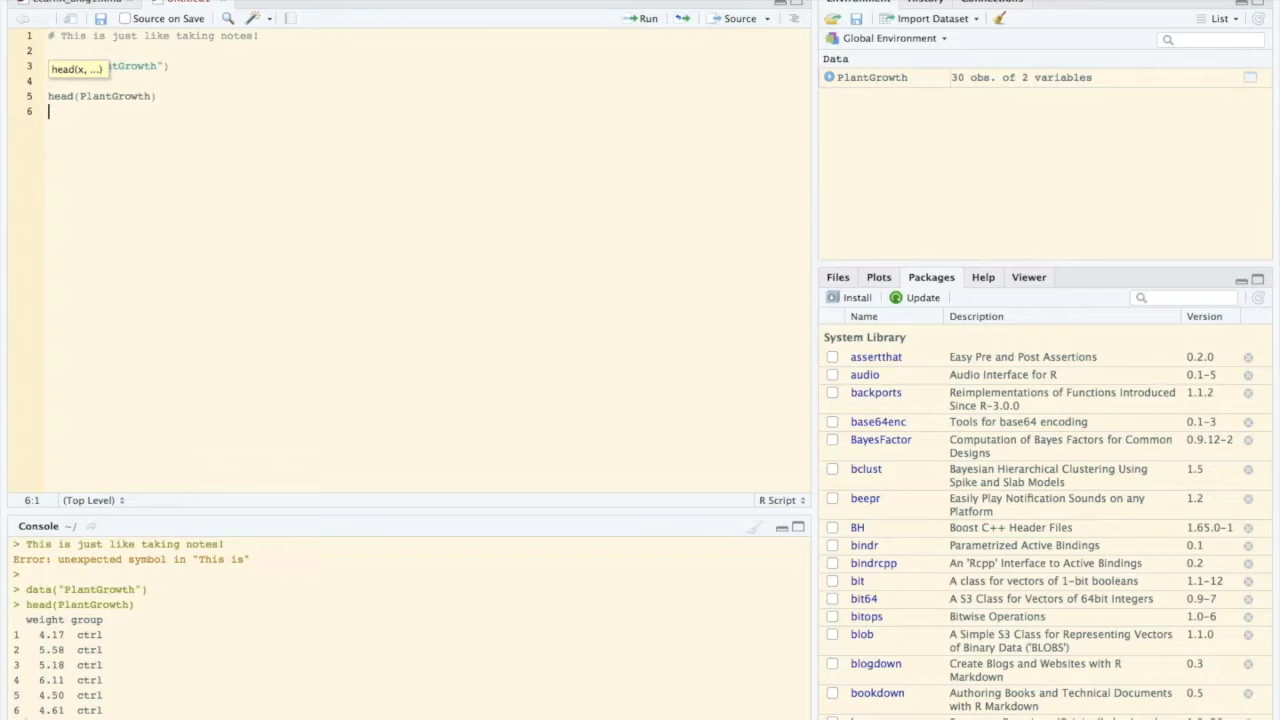 Source on Save
Run
Source
1 # This is just like taking notes!
2
3 tGrowth")
head(x, …)
4
5 head(PlantGrowth)
6
6:1 (Top Level) R Script
Console ~/
> This is just like taking notes!
Error: unexpected symbol in "This is"
>
> data("PlantGrowth")
> head(PlantGrowth)
weight group
1 4.17 ctrl
2 5.58 ctrl
3 5.18 ctrl
4 6.11 ctrl
5 4.50 ctrl
6 4.61 ctrl
Environment History Connections
Import Dataset List
Global Environment
Data
PlantGrowth 30 obs. of 2 variables
Files Plots Packages Help Viewer
Install Update
Name Description Version
System Library
assertthat Easy Pre and Post Assertions 0.2.0
audio Audio Interface for R 0.1-5
backports Reimplementations of Functions Introduced 1.1.2
Since R-3.0.0
base64enc Tools for base64 encoding 0.1-3
BayesFactor Computation of Bayes Factors for Common 0.9.12-2
Designs
bclust Bayesian Hierarchical Clustering Using 1.5
Spike and Slab Models
beepr Easily Play Notification Sounds on any 1.2
Platform
BH Boost C++ Header Files 1.65.0-1
bindr Parametrized Active Bindings 0.1
bindrcpp An 'Rcpp' Interface to Active Bindings 0.2
bit A class for vectors of 1-bit booleans 1.1-12
bit64 A S3 Class for Vectors of 64bit Integers 0.9-7
bitops Bitwise Operations 1.0-6
blob A Simple S3 Class for Representing Vectors 1.1.0
of Binary Data ('BLOBS')
blogdown Create Blogs and Websites with R 0.3
Markdown
bookdown Authoring Books and Technical Documents 0.5
with R Markdown